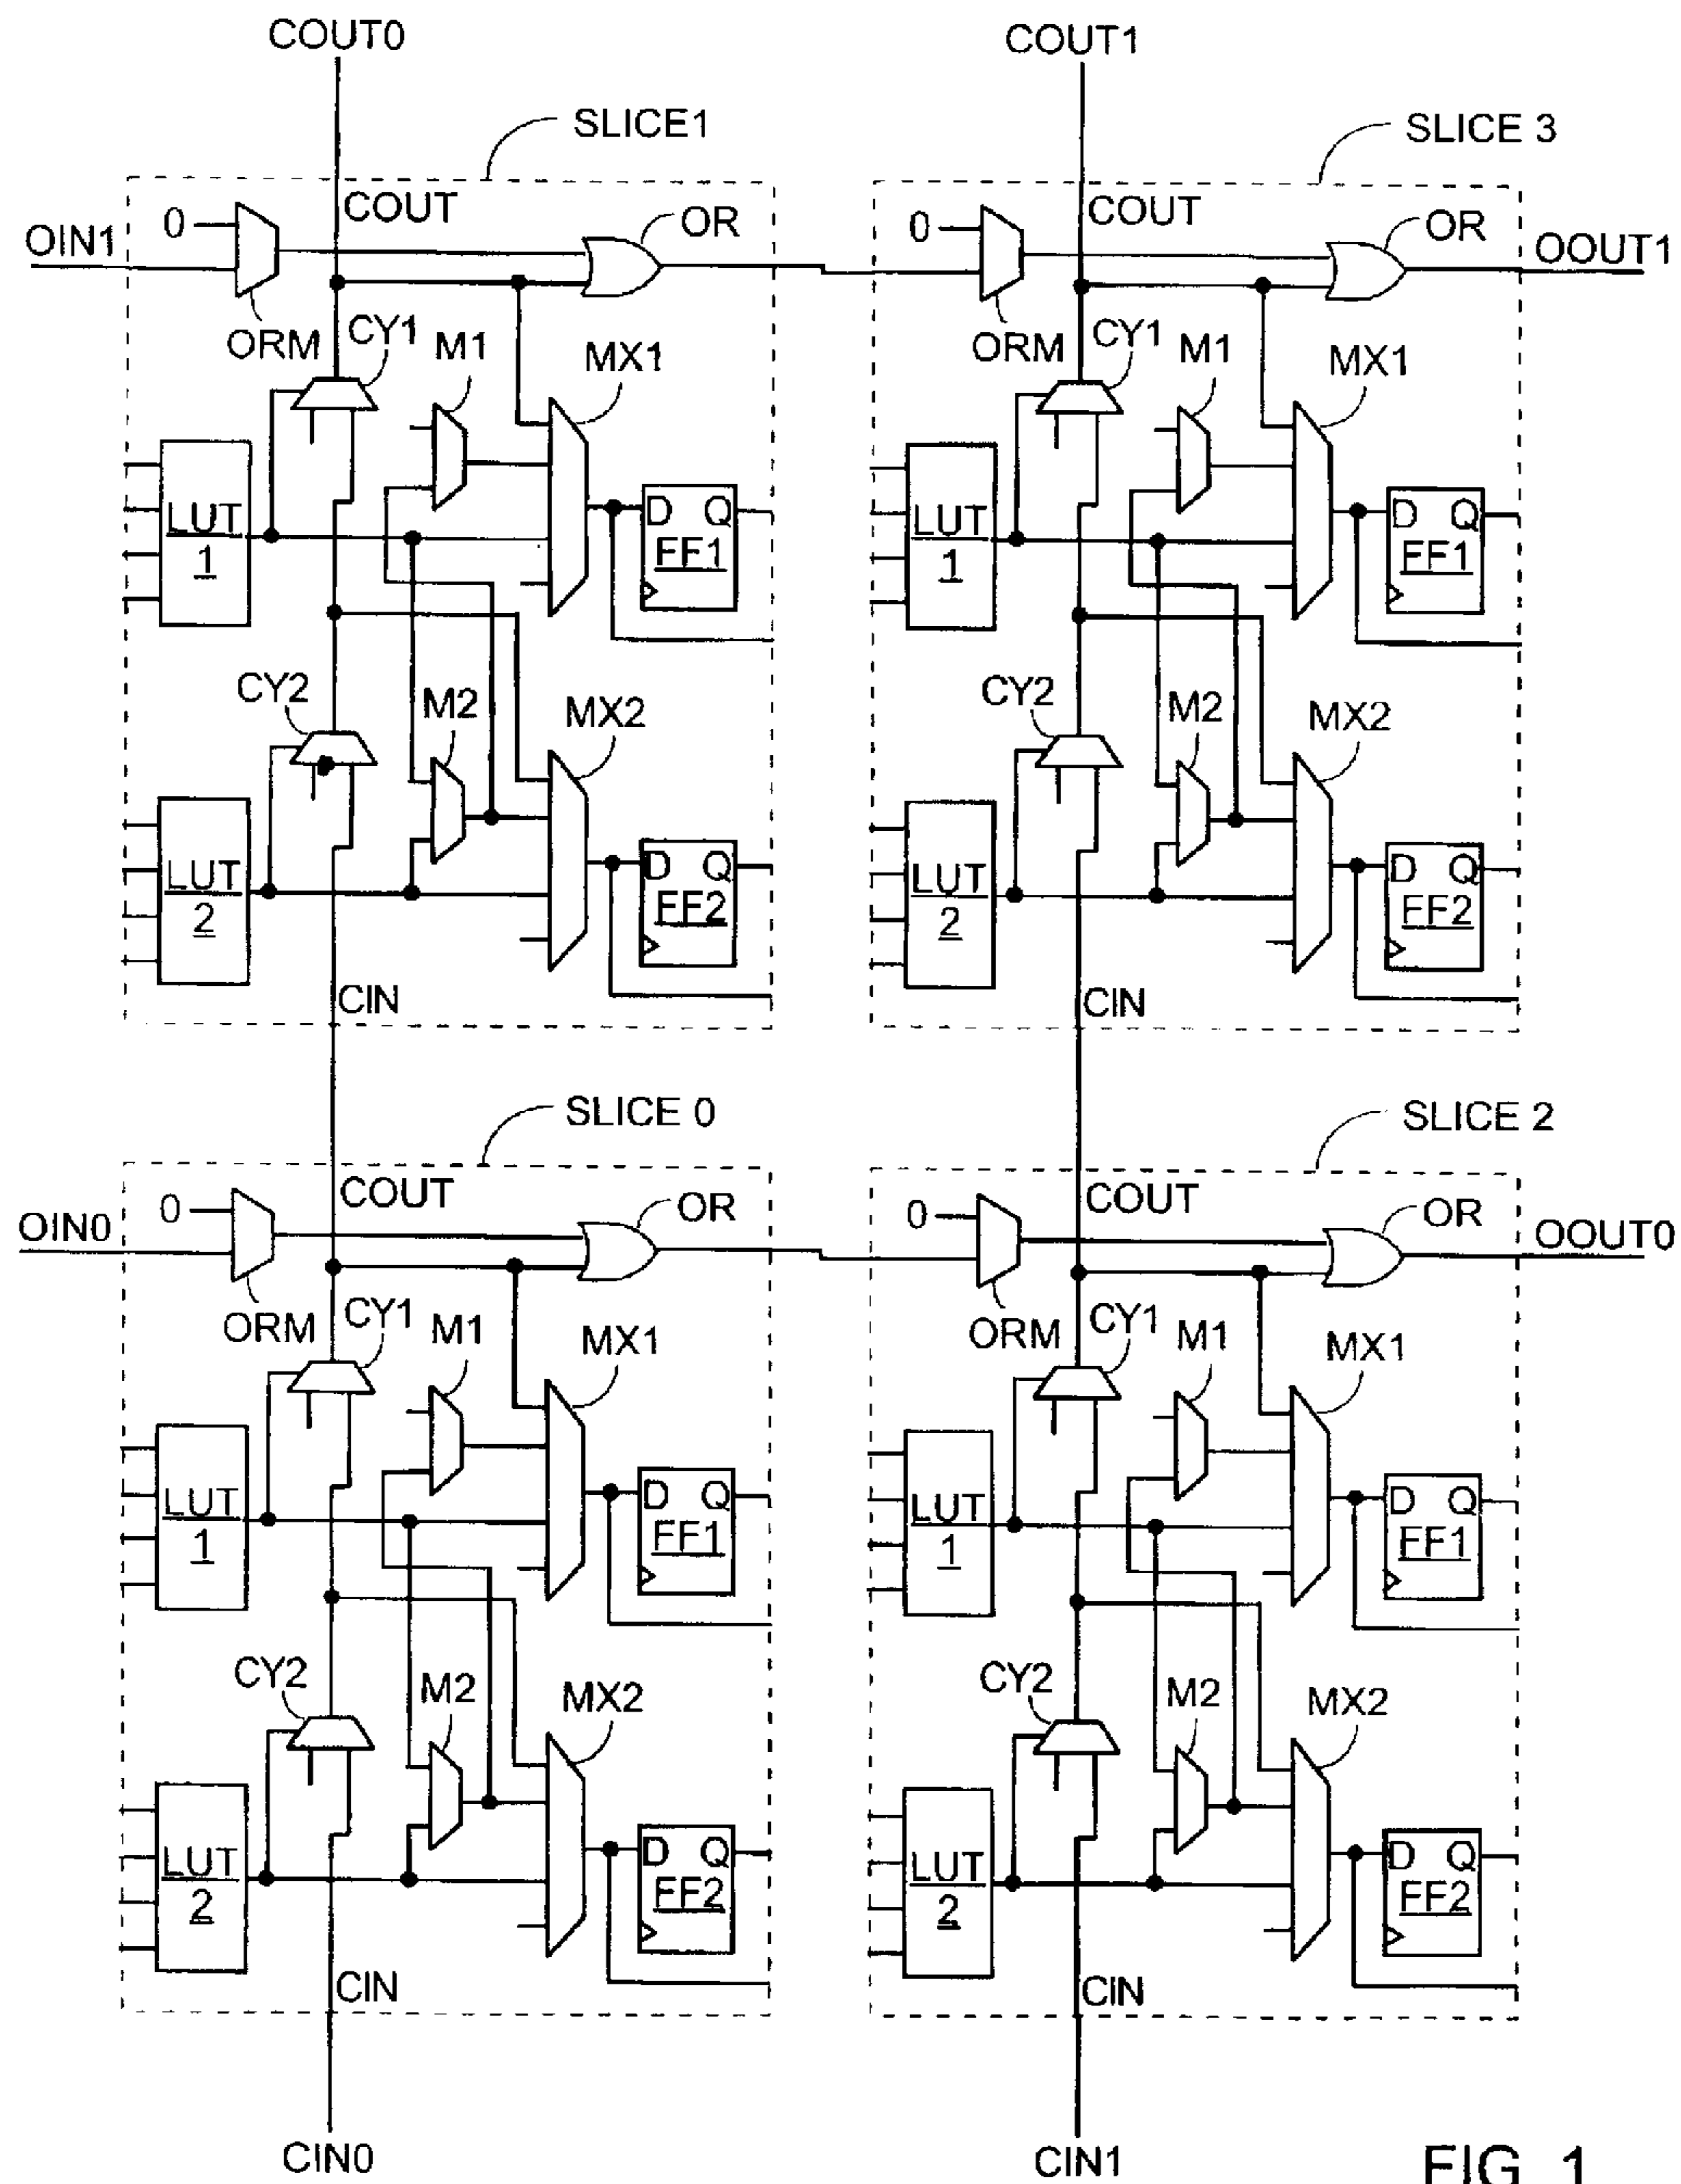 COUT0
COUT1
SLICE1
SLICE 3
0
COUT
OR
OIN1
ORM
CY1
M1
MX1
LUT
1
D Q
FF1
CY2
M2
MX2
LUT
2
D Q
FF2
CIN
0
COUT
OR
OOUT1
ORM
CY1
M1
MX1
LUT
1
D Q
FF1
CY2
M2
MX2
LUT
2
D Q
FF2
CIN
SLICE 0
SLICE 2
0
COUT
OR
OIN0
ORM
CY1
M1
MX1
LUT
1
D Q
FF1
CY2
M2
MX2
LUT
2
D Q
FF2
CIN
0
COUT
OR
OOUT0
ORM
CY1
M1
MX1
LUT
1
D Q
FF1
CY2
M2
MX2
LUT
2
D Q
FF2
CIN
CIN0
CIN1
FIG. 1